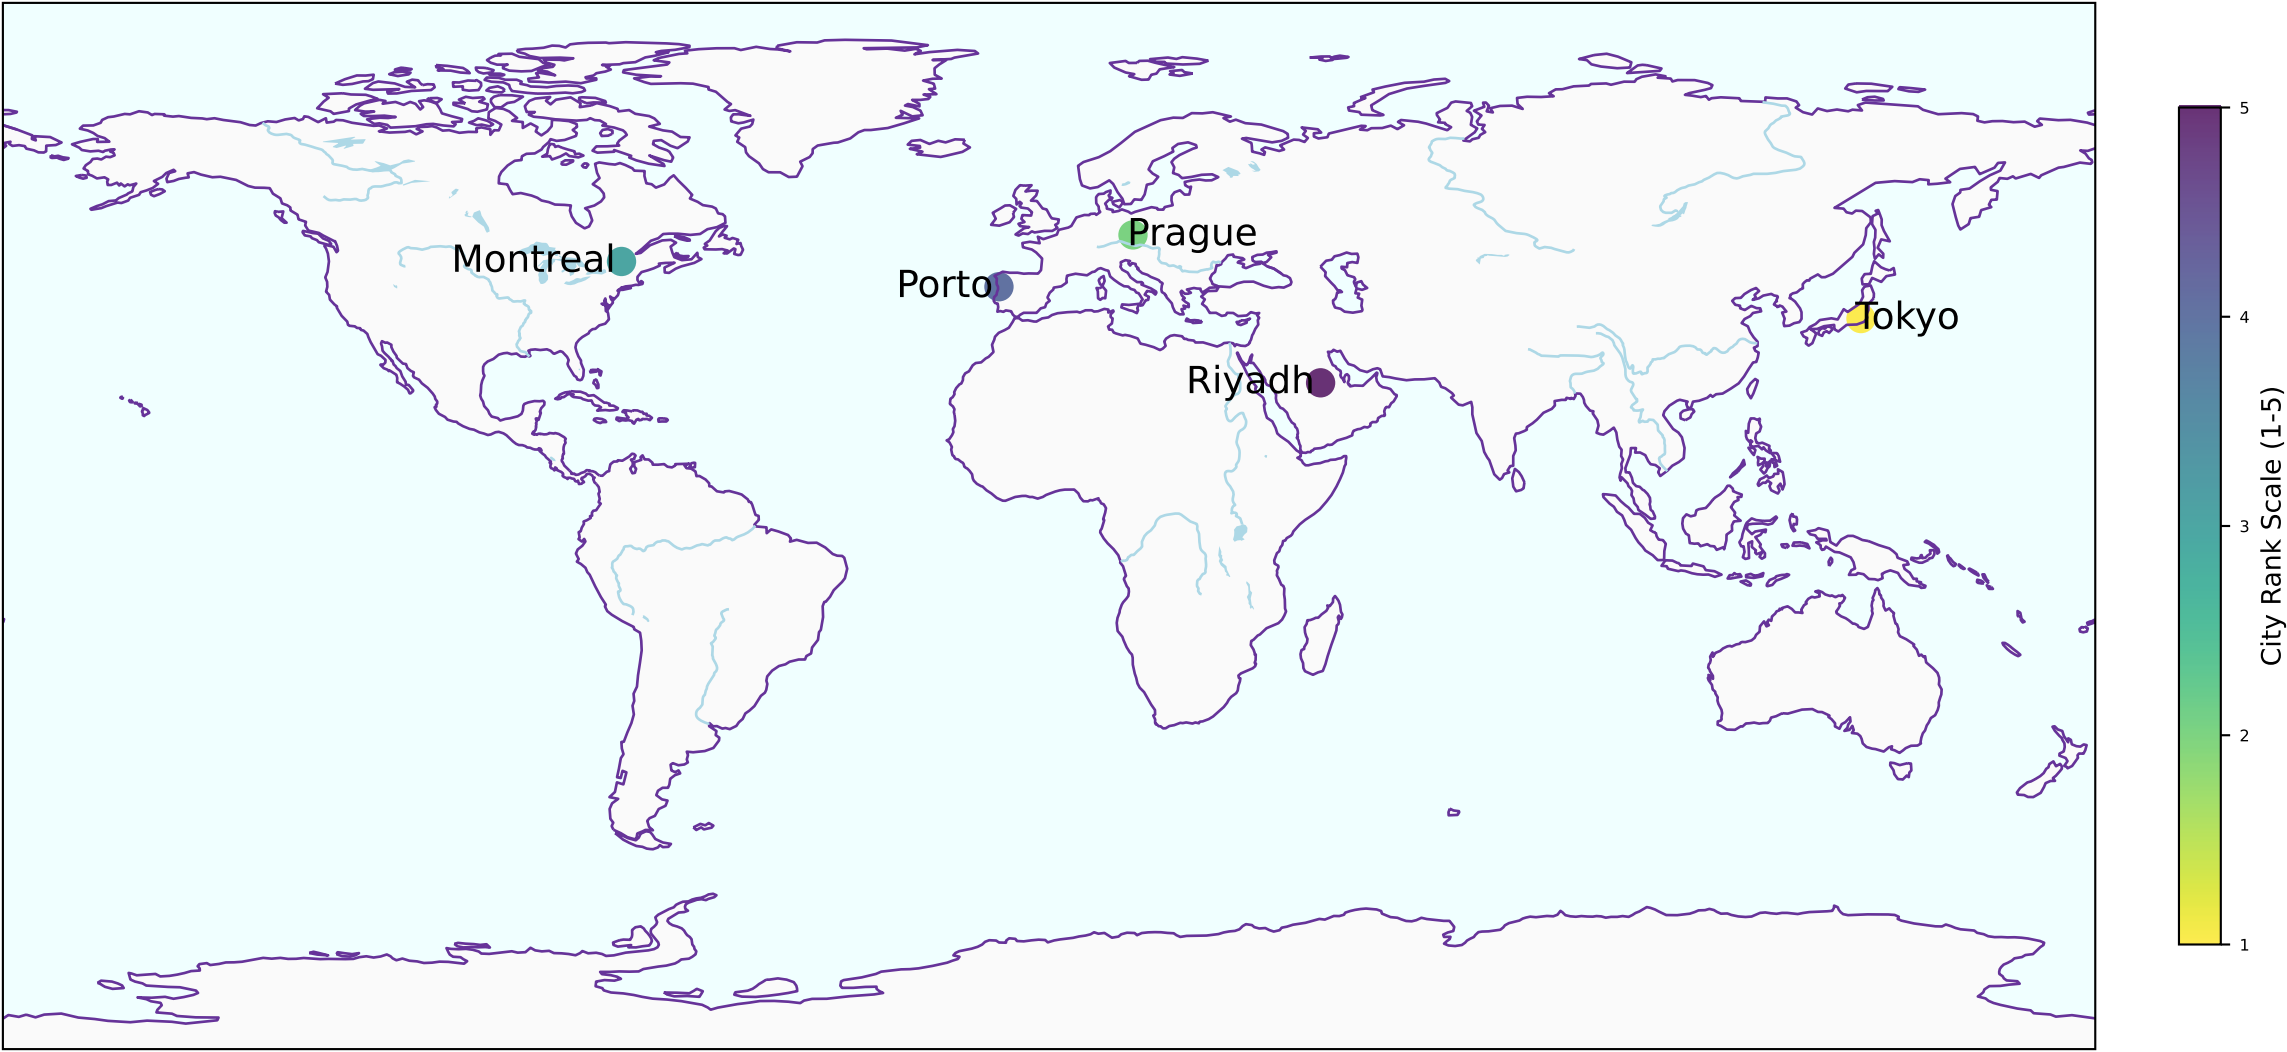 Prague
Montreal
Porto
Tokyo
Riyadh
5
4
3
2
1
City Rank Scale (1-5)